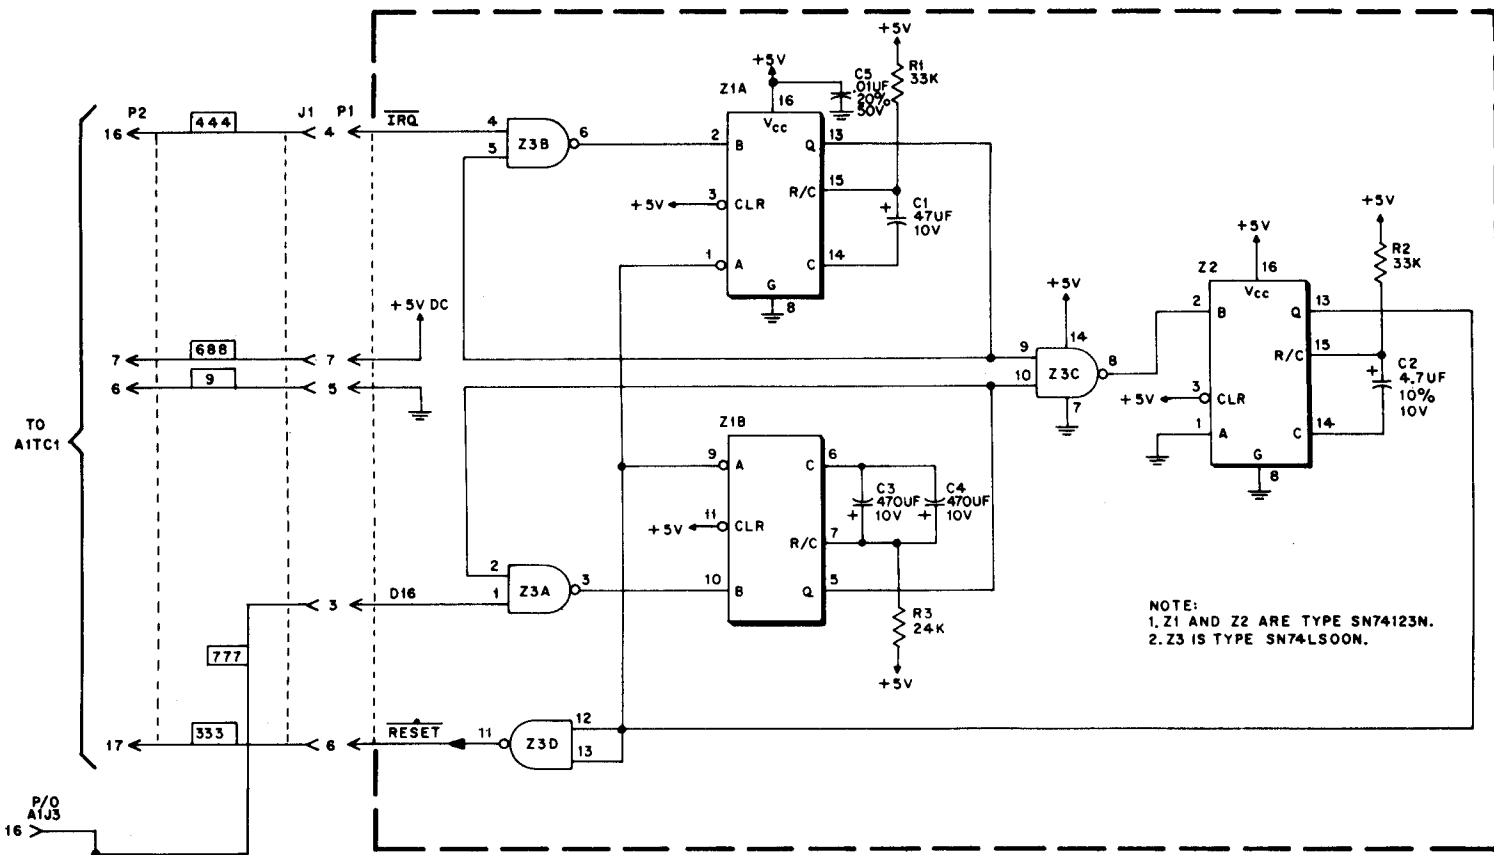 P2
J1
P1
TO
A1TC1
16
444
4
IRQ
7
688
7
+5V DC
6
9
5
3
D16
777
17
333
6
RESET
P/O
A1J3
16
4
5
Z3B
6
Z1A
+5V
16
VCC
C5
.01UF
20%
50V
+5V
R1
33K
2
B
Q
13
R/C
15
+5V
3
CLR
+
C1
47UF
10V
1
A
C
14
G
8
+5V
14
9
10
Z3C
8
7
Z2
+5V
16
VCC
+5V
R2
33K
2
B
Q
13
R/C
15
+5V
3
CLR
+
C2
4.7UF
10%
10V
1
A
C
14
G
8
Z1B
9
A
C
6
C3
470UF
10V
+
C4
470UF
10V
+
+5V
11
CLR
R/C
7
2
1
Z3A
3
10
B
Q
5
R3
24K
+5V
11
Z3D
12
13
NOTE:
1. Z1 AND Z2 ARE TYPE SN74123N.
2. Z3 IS TYPE SN74LSOON.